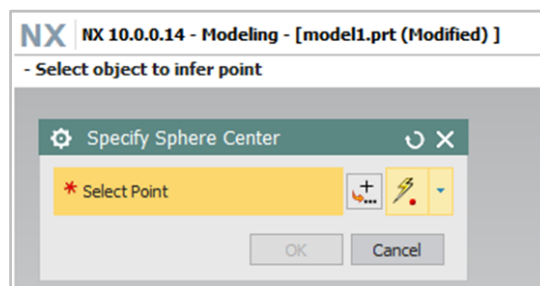 NX NX 10.0.0.14 - Modeling - [model1.prt (Modified) ]
- Select object to infer point
Specify Sphere Center
* Select Point
OK Cancel